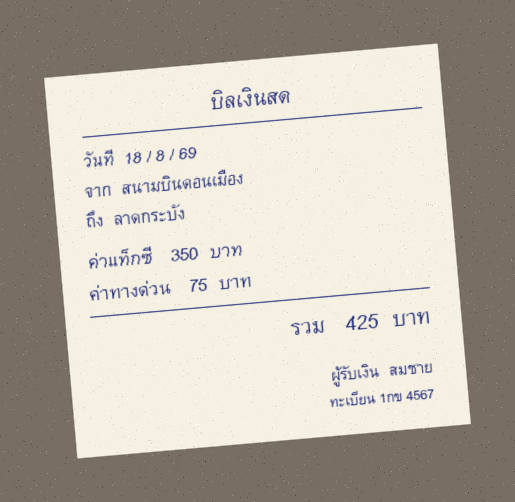 บิลเงินสด
วันที่ 18 / 8 / 69
จาก สนามบินดอนเมือง
ถึง ลาดกระบัง
ค่าแท็กซี่ 350 บาท
ค่าทางด่วน 75 บาท
รวม 425 บาท
ผู้รับเงิน สมชาย
ทะเบียน 1กข 4567